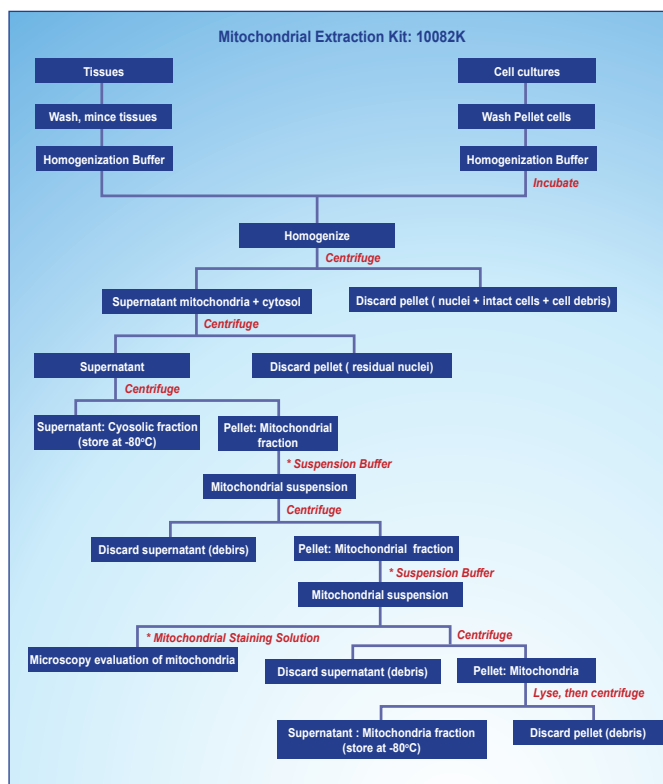 Mitochondrial Extraction Kit: 10082K
Tissues
Cell cultures
Wash, mince tissues
Wash Pellet cells
Homogenization Buffer
Homogenization Buffer
Incubate
Homogenize
Centrifuge
Supernatant mitochondria + cytosol
Discard pellet ( nuclei + intact cells + cell debris)
Centrifuge
Supernatant
Discard pellet ( residual nuclei)
Centrifuge
Supernatant: Cyosolic fraction
(store at -80ºC)
Pellet: Mitochondrial
fraction
* Suspension Buffer
Mitochondrial suspension
Centrifuge
Discard supernatant (debirs)
Pellet: Mitochondrial fraction
* Suspension Buffer
Mitochondrial suspension
* Mitochondrial Staining Solution
Centrifuge
Microscopy evaluation of mitochondria
Discard supernatant (debris)
Pellet: Mitochondria
Lyse, then centrifuge
Supernatant : Mitochondria fraction
(store at -80ºC)
Discard pellet (debris)